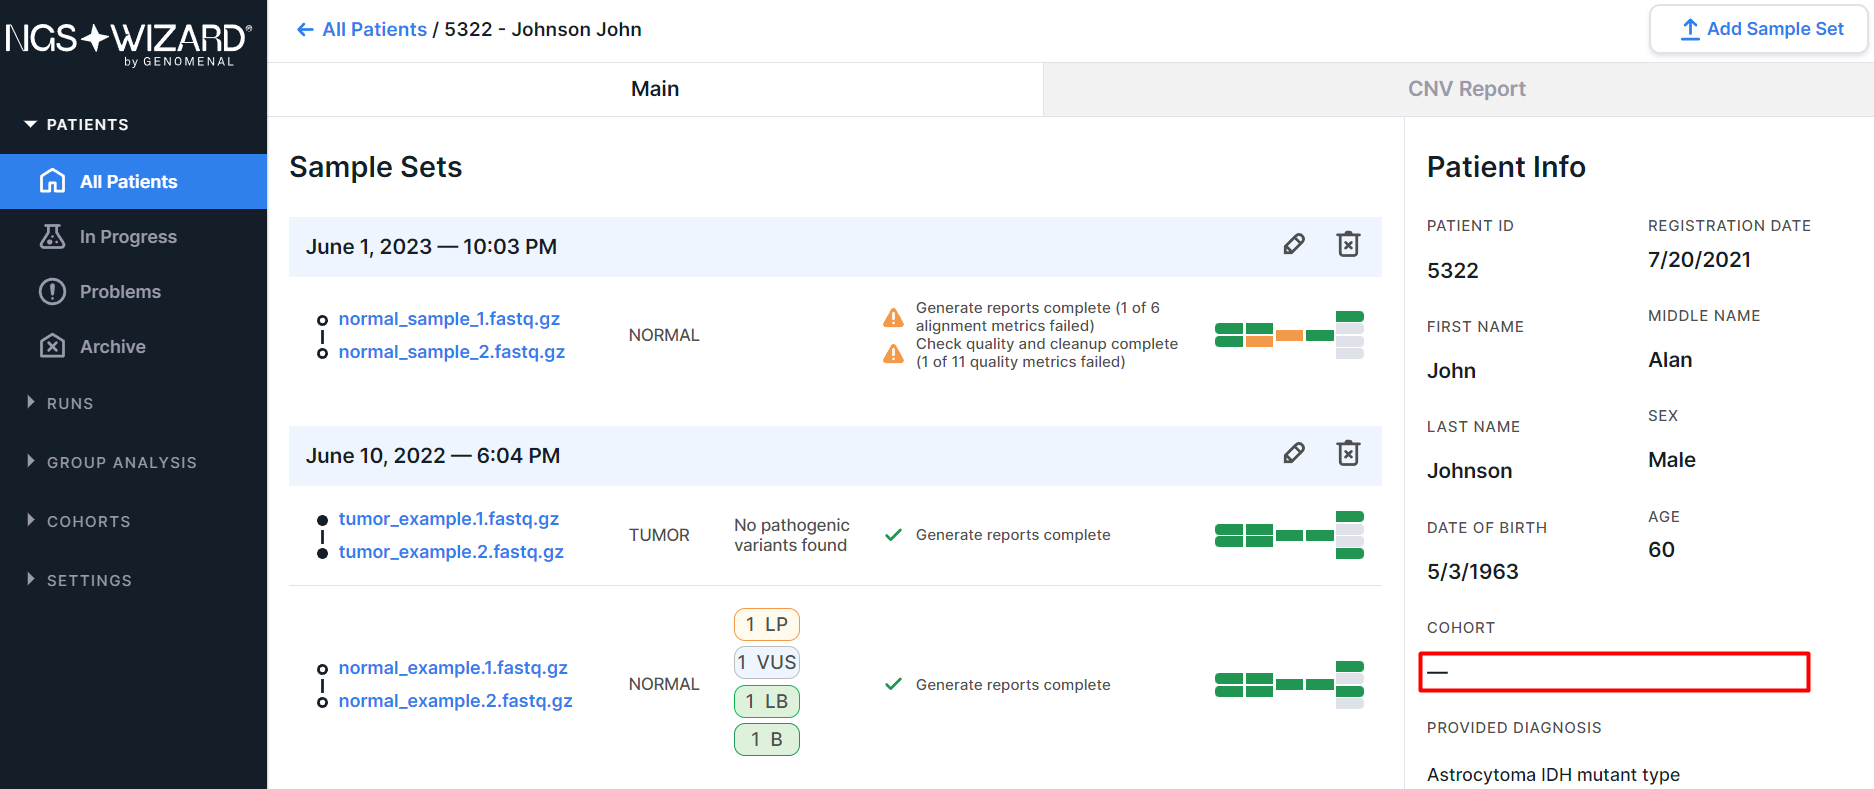 NGS WIZARD®
by GENOMENAL
PATIENTS
All Patients
In Progress
Problems
Archive
RUNS
GROUP ANALYSIS
COHORTS
SETTINGS
← All Patients / 5322 - Johnson John
Add Sample Set
Main
CNV Report
Sample Sets
June 1, 2023 — 10:03 PM
normal_sample_1.fastq.gz
normal_sample_2.fastq.gz
NORMAL
Generate reports complete (1 of 6
alignment metrics failed)
Check quality and cleanup complete
(1 of 11 quality metrics failed)
June 10, 2022 — 6:04 PM
tumor_example.1.fastq.gz
tumor_example.2.fastq.gz
TUMOR
No pathogenic
variants found
Generate reports complete
normal_example.1.fastq.gz
normal_example.2.fastq.gz
NORMAL
1 LP
1 VUS
1 LB
1 B
Generate reports complete
Patient Info
PATIENT ID
5322
REGISTRATION DATE
7/20/2021
FIRST NAME
John
MIDDLE NAME
Alan
LAST NAME
Johnson
SEX
Male
DATE OF BIRTH
5/3/1963
AGE
60
COHORT
—
PROVIDED DIAGNOSIS
Astrocytoma IDH mutant type